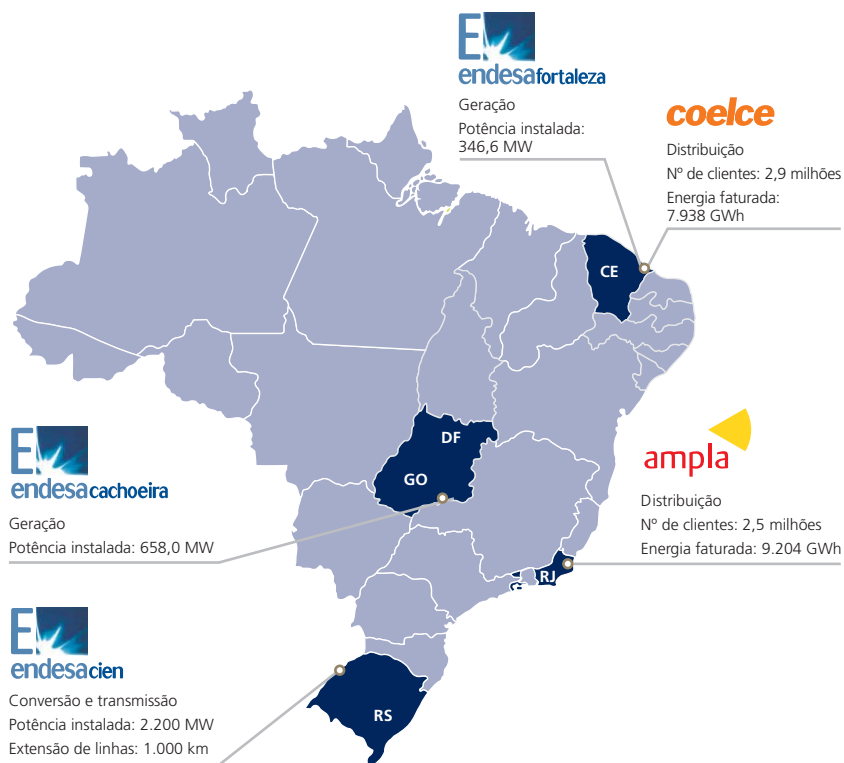 E
endesafortaleza
Geração
Potência instalada:
346,6 MW
coelce
Distribuição
Nº de clientes: 2,9 milhões
Energia faturada:
7.938 GWh
CE
DF
GO
E
endesacachoeira
Geração
Potência instalada: 658,0 MW
ampla
Distribuição
Nº de clientes: 2,5 milhões
Energia faturada: 9.204 GWh
RJ
E
endesacien
Conversão e transmissão
Potência instalada: 2.200 MW
Extensão de linhas: 1.000 km
RS